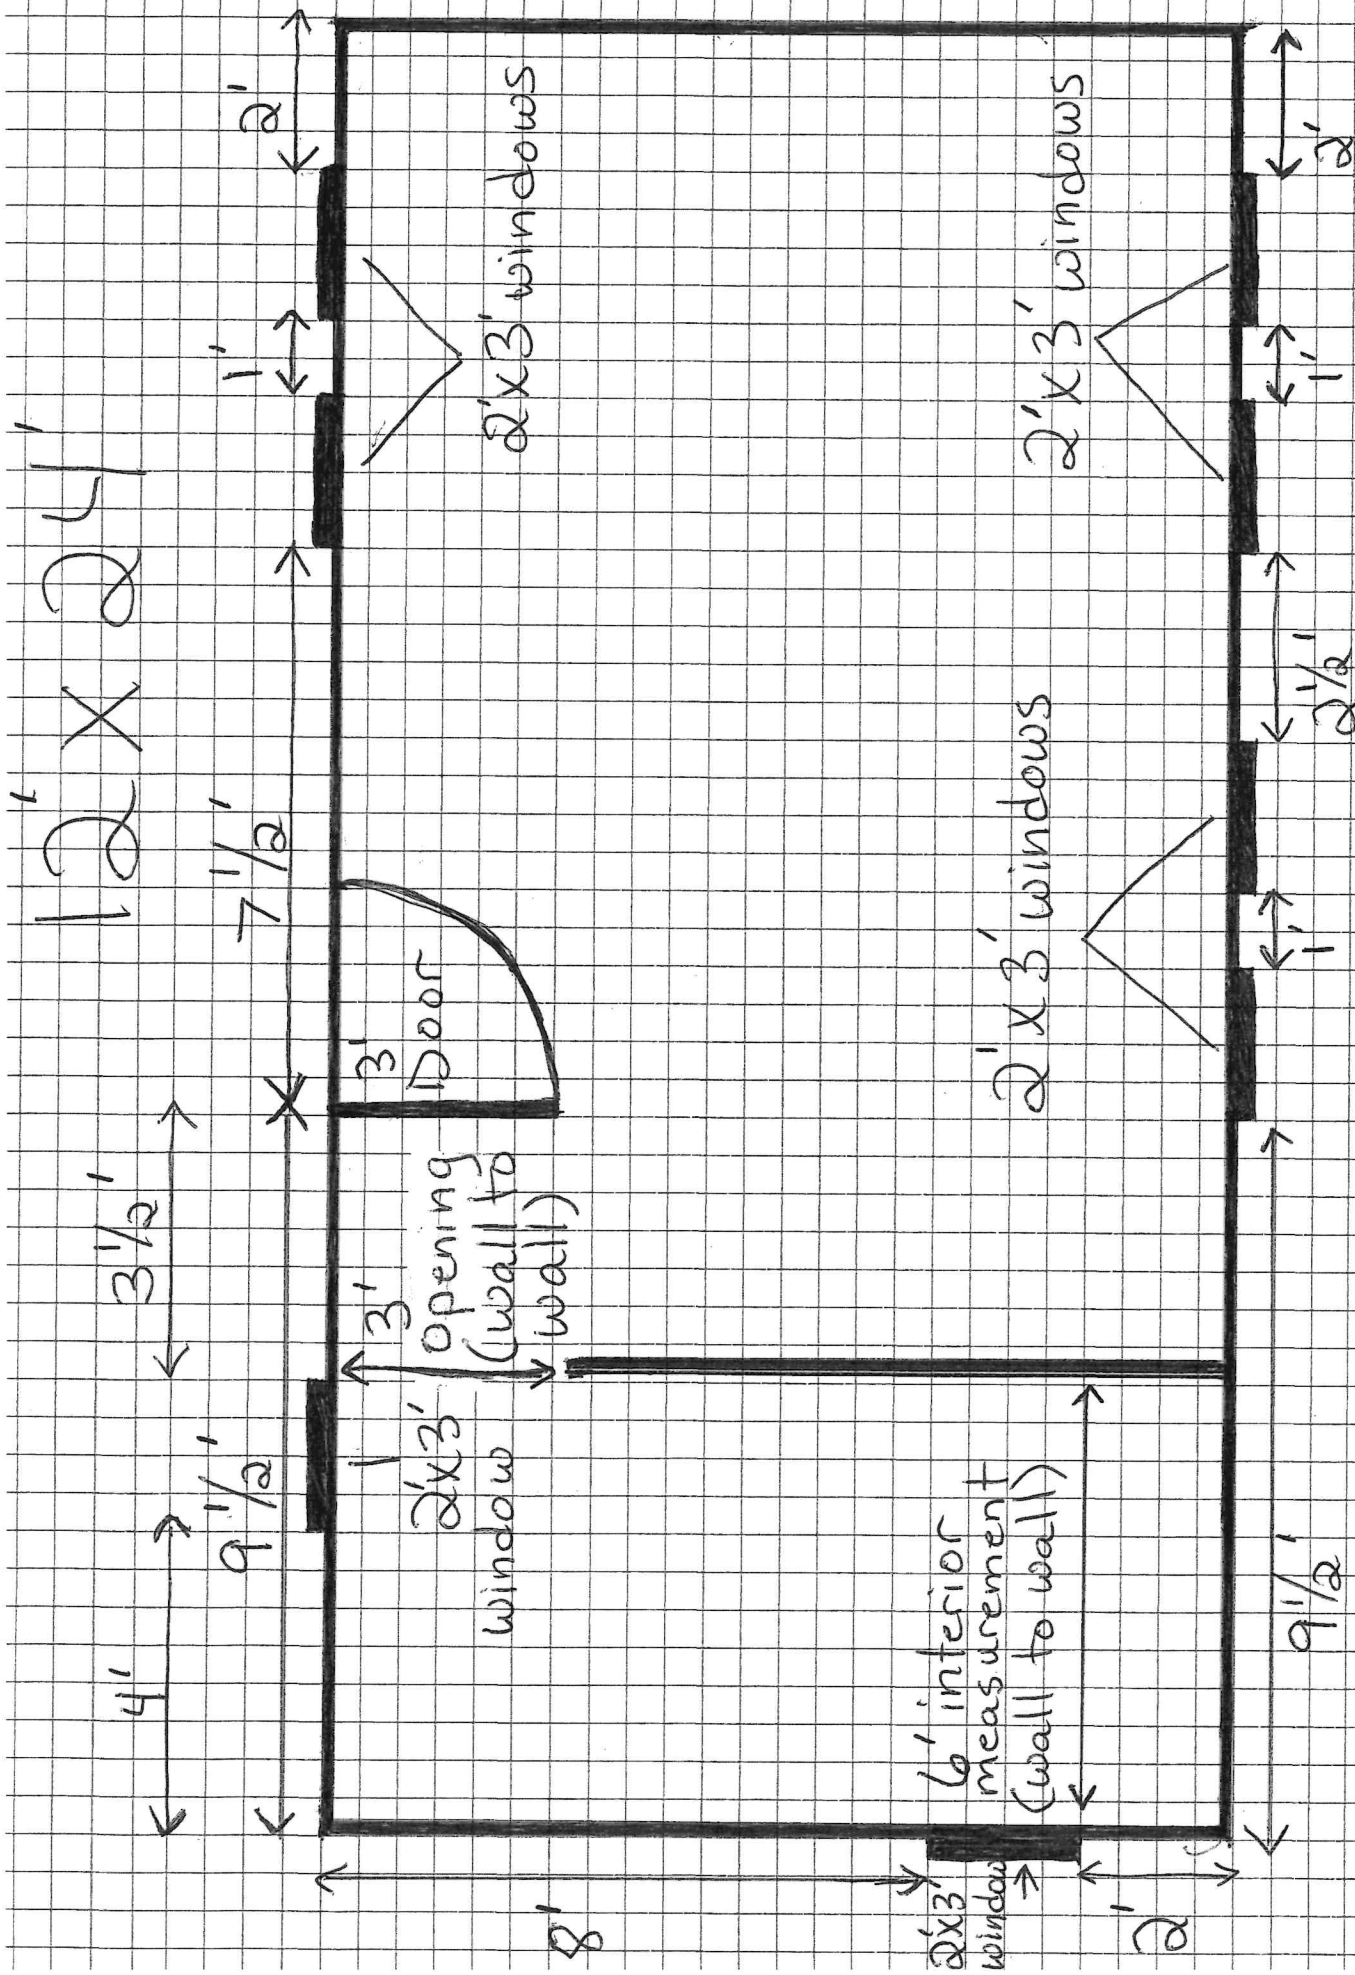 12' x 24'
4'
3 1/2'
9 1/2'
7 1/2'
1'
2'
2'x3'
window
3'
opening
(wall to
wall)
3'
Door
2'x3' windows
8'
2'x3'
window
2'
6' interior
measurement
(wall to wall)
2'x3' windows
2'x3' windows
9 1/2'
1'
2 1/2'
1'
2'